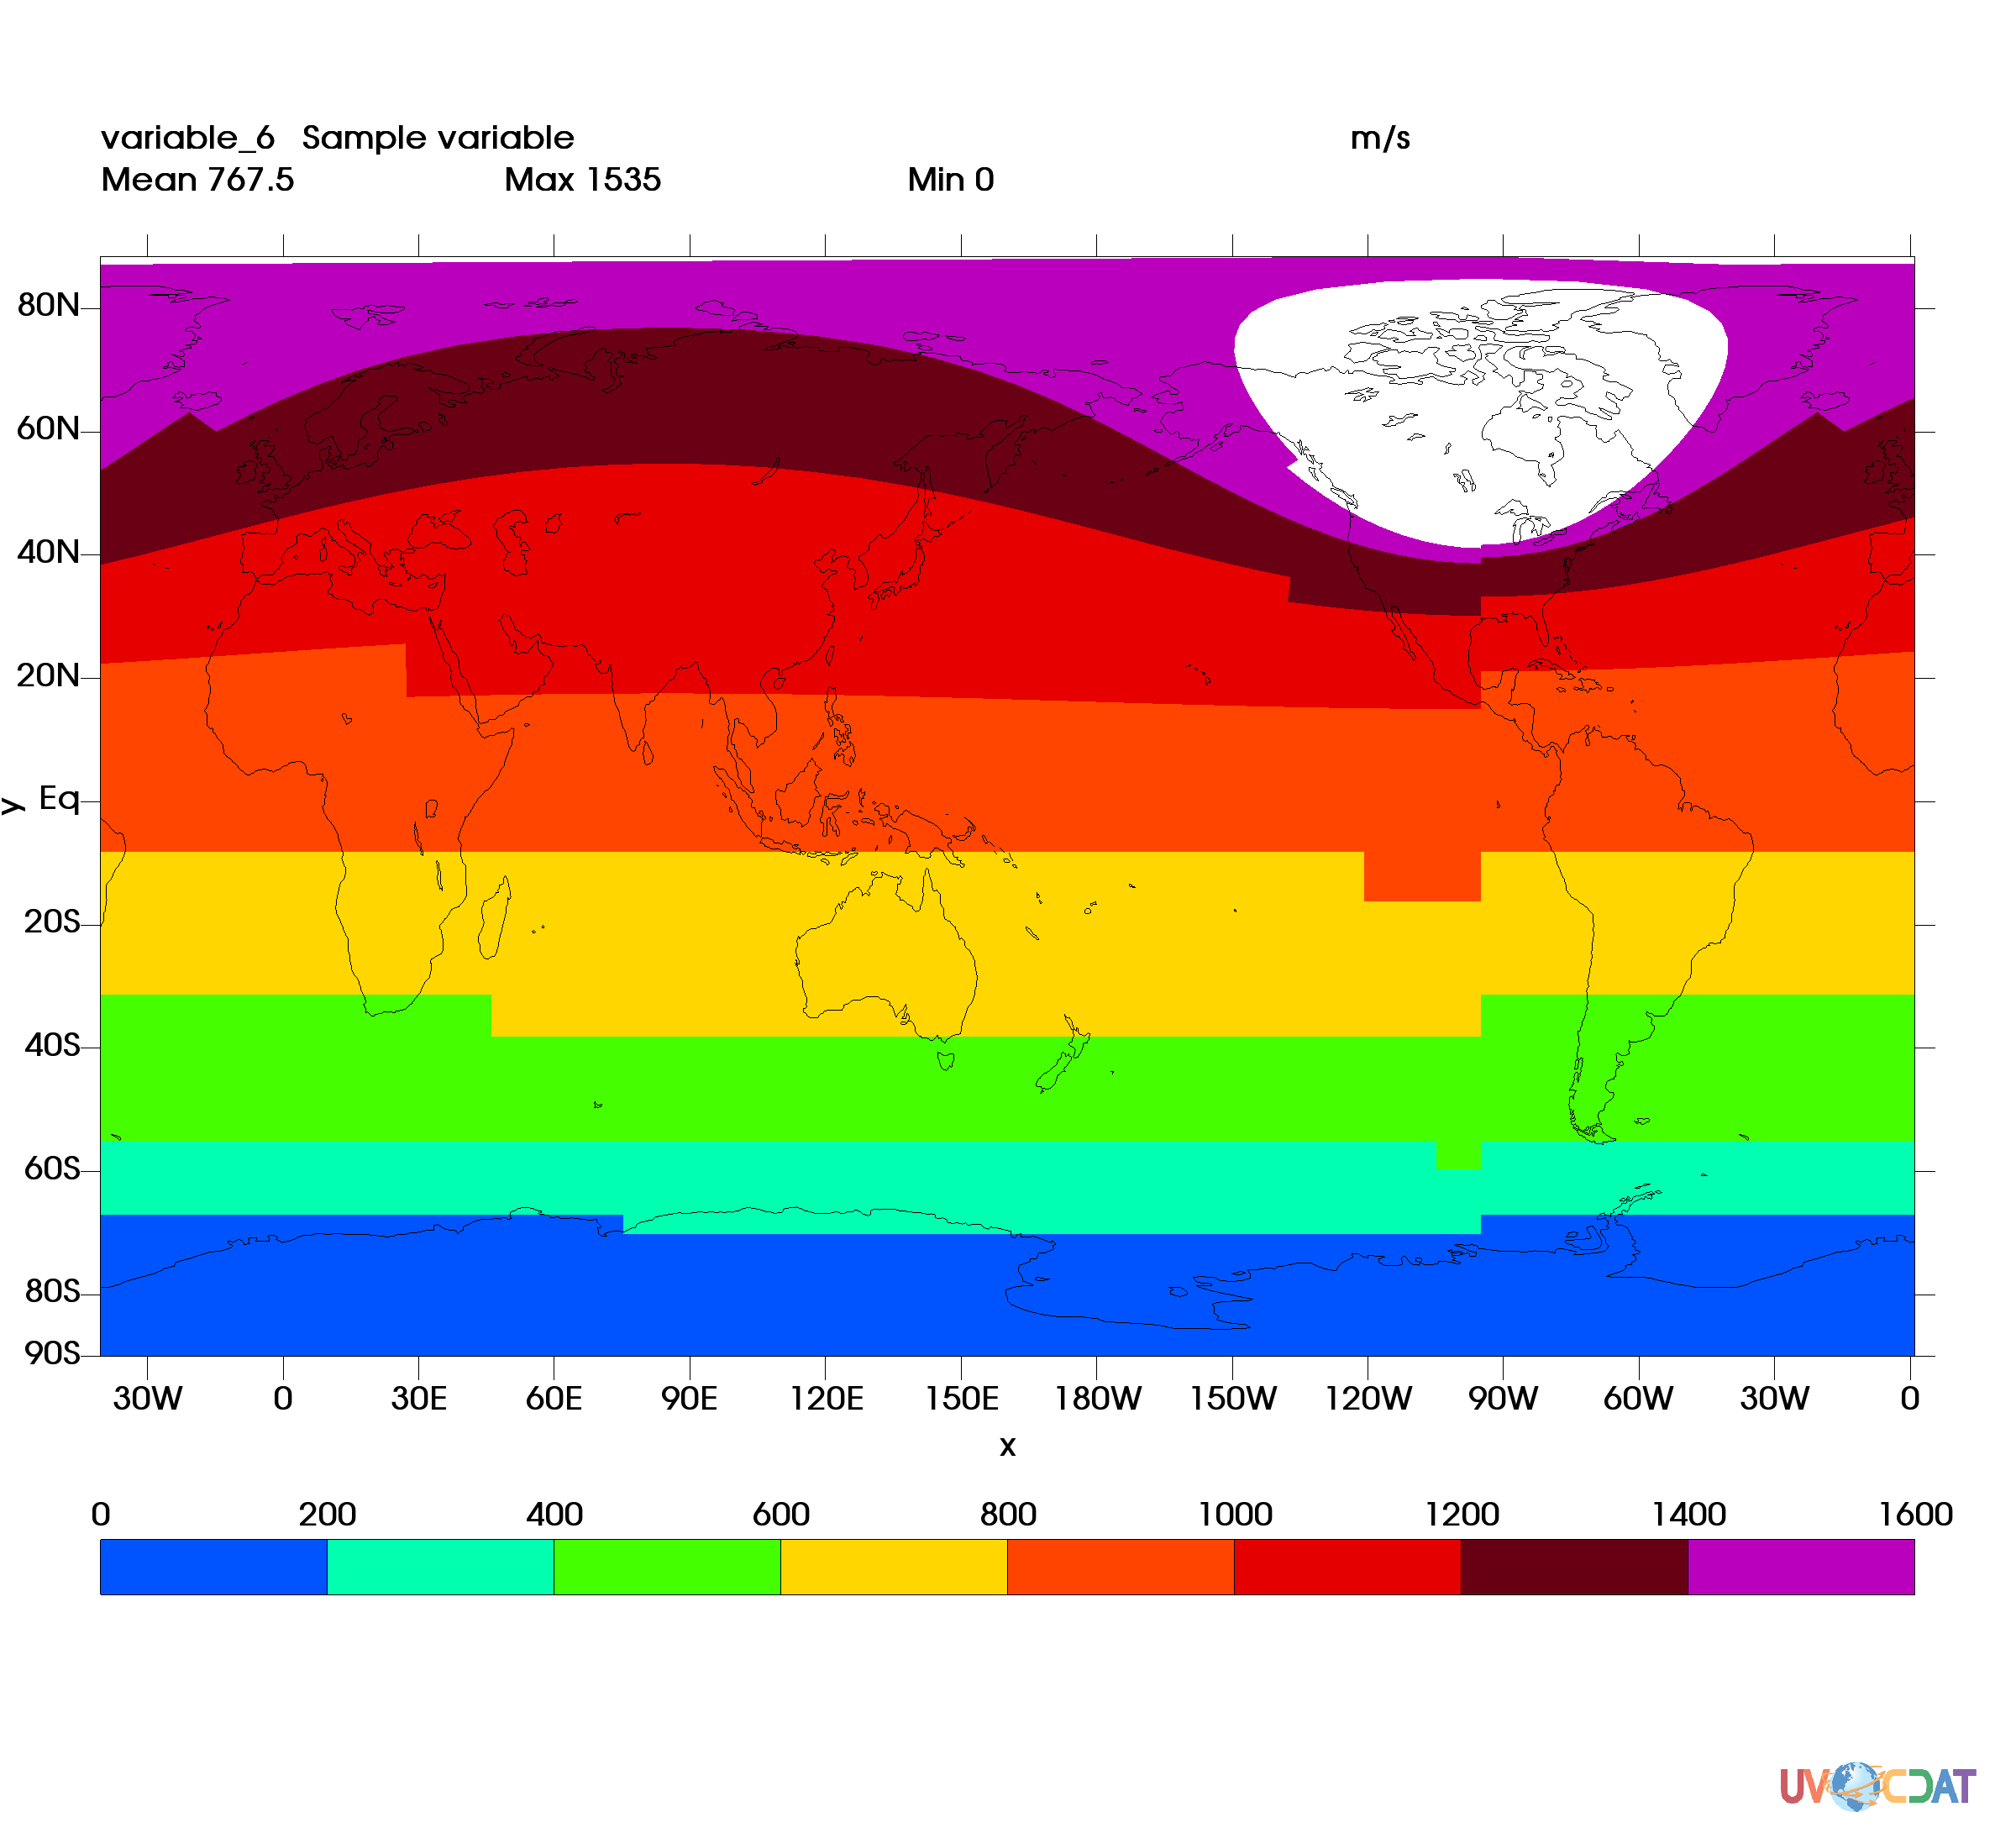 variable_6 Sample variable m/s
Mean 767.5 Max 1535 Min 0
80N
60N
40N
20N
y Eq
20S
40S
60S
80S
90S
30W 0 30E 60E 90E 120E 150E 180W 150W 120W 90W 60W 30W 0
x
0 200 400 600 800 1000 1200 1400 1600
UV CDAT